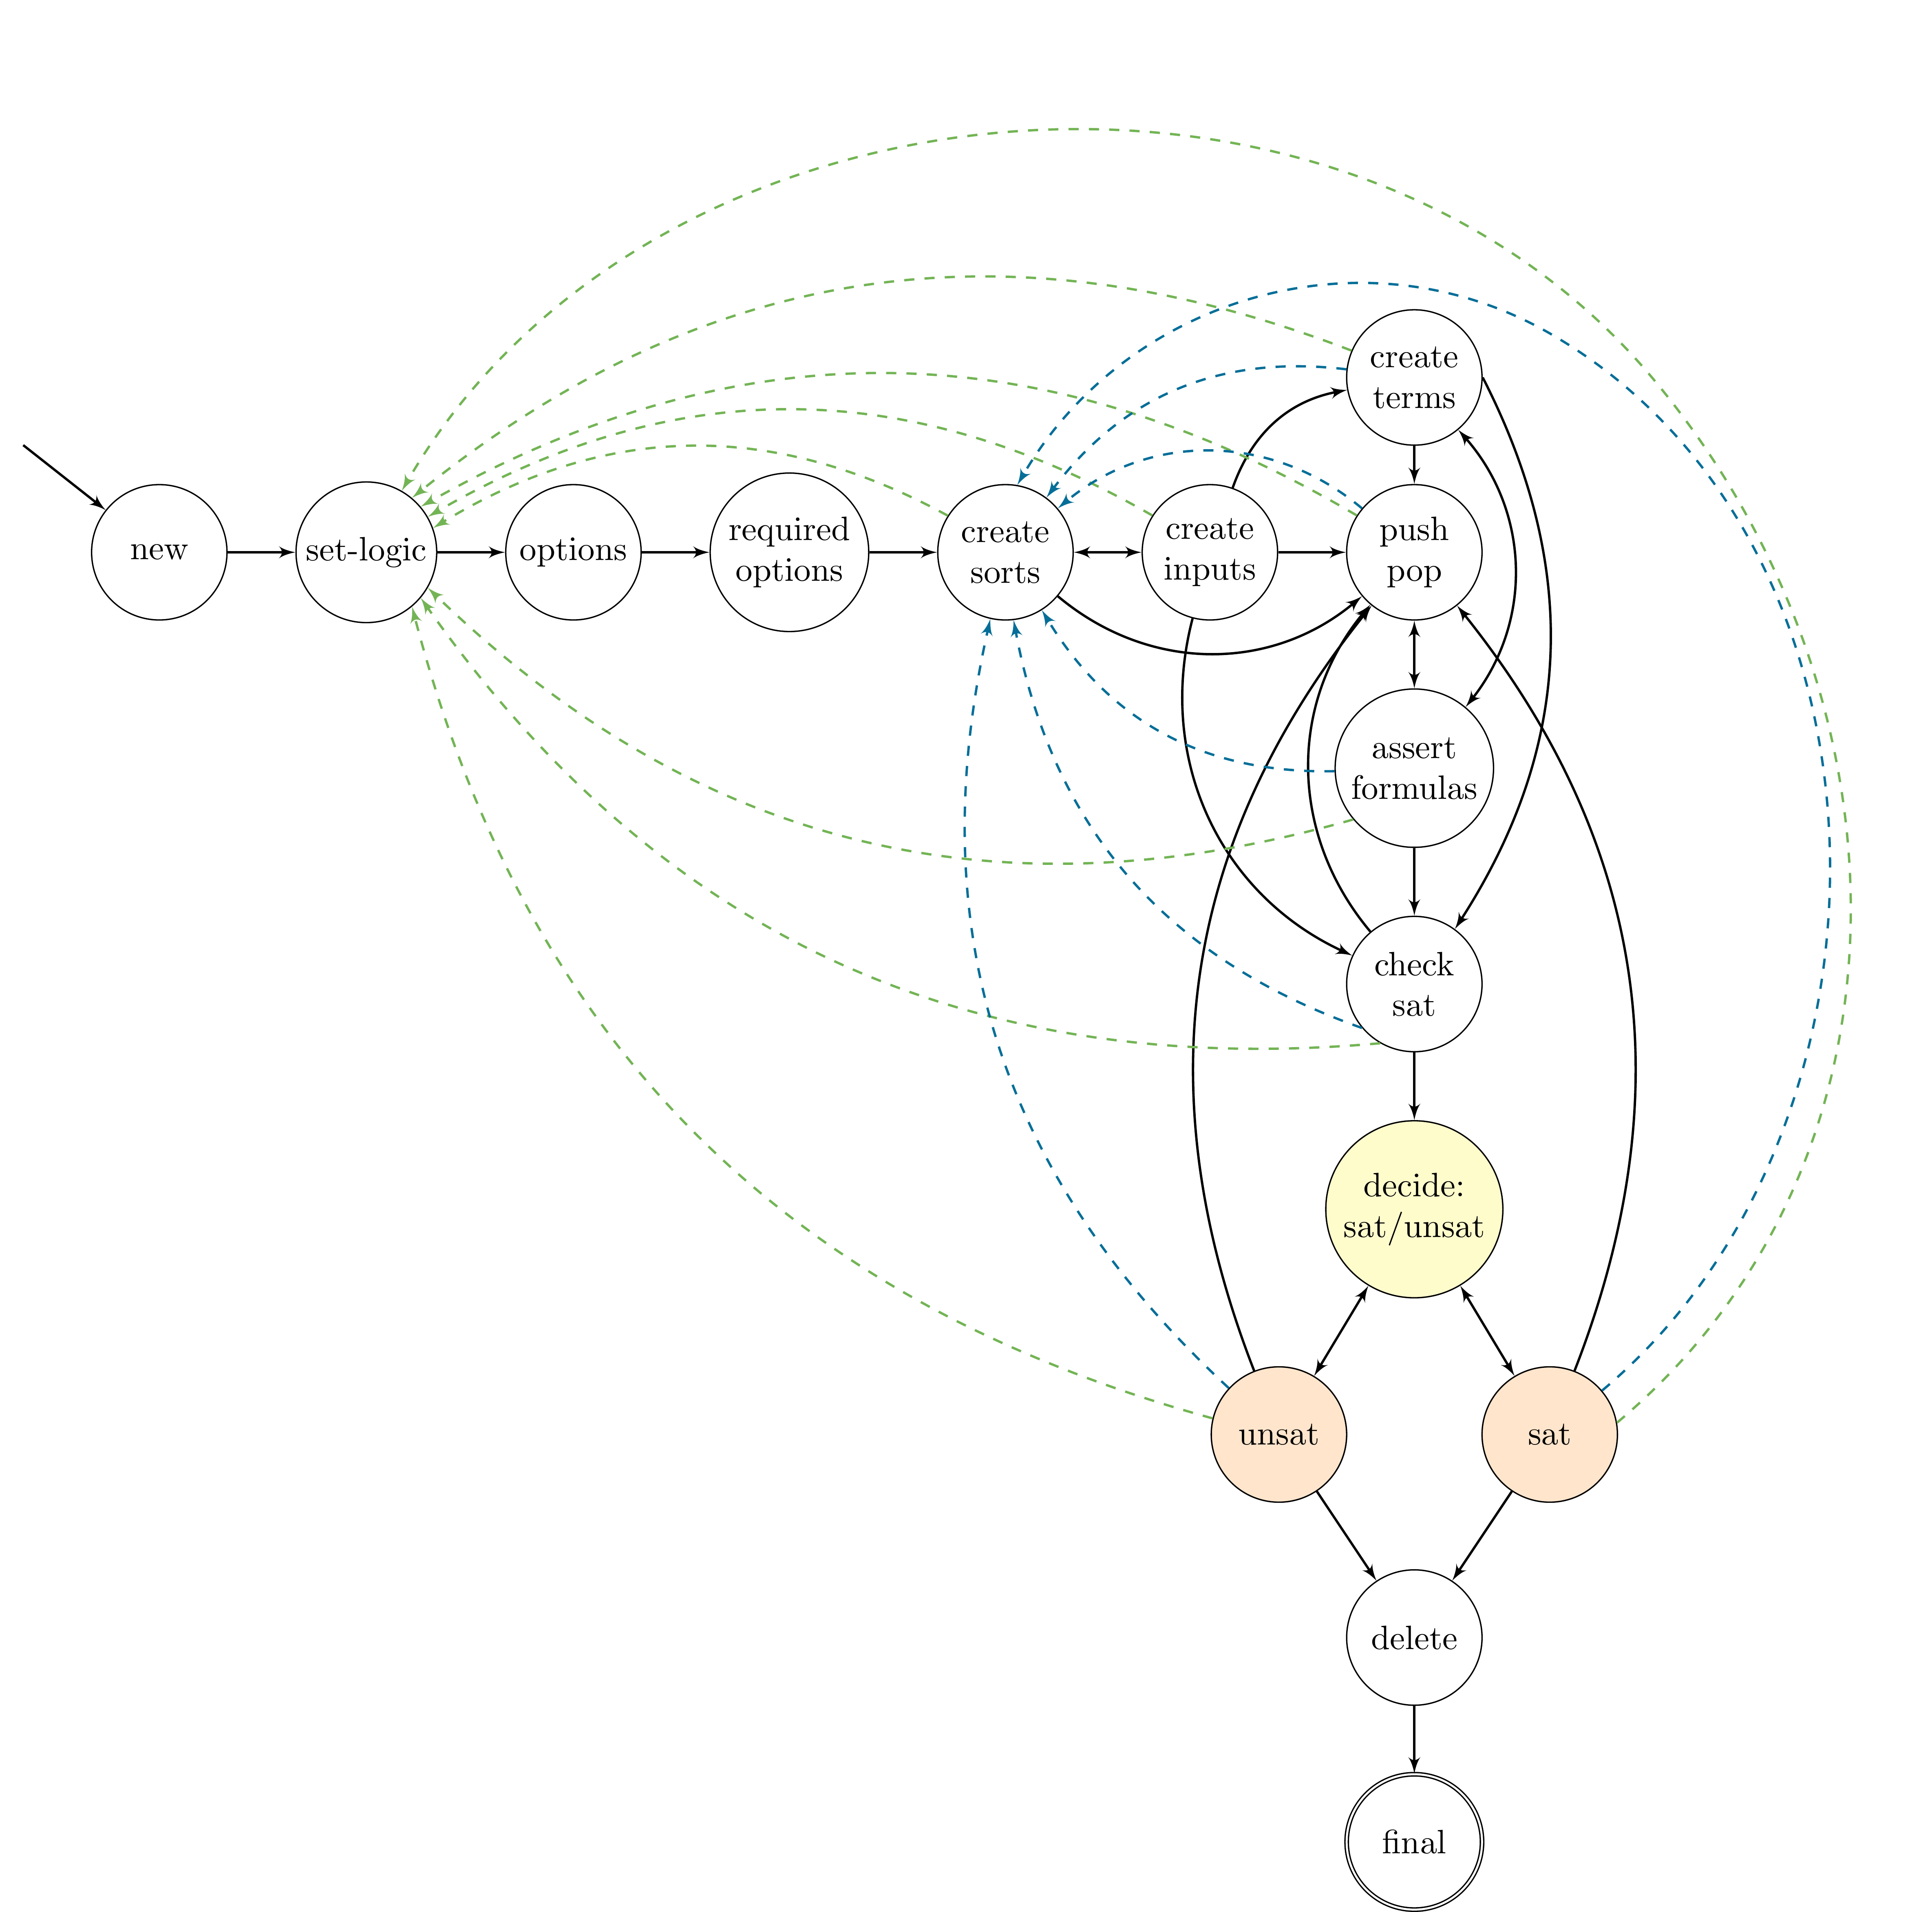 create
terms
new
set-logic
options
required
options
create
sorts
create
inputs
push
pop
assert
formulas
check
sat
decide:
sat/unsat
unsat
sat
delete
final